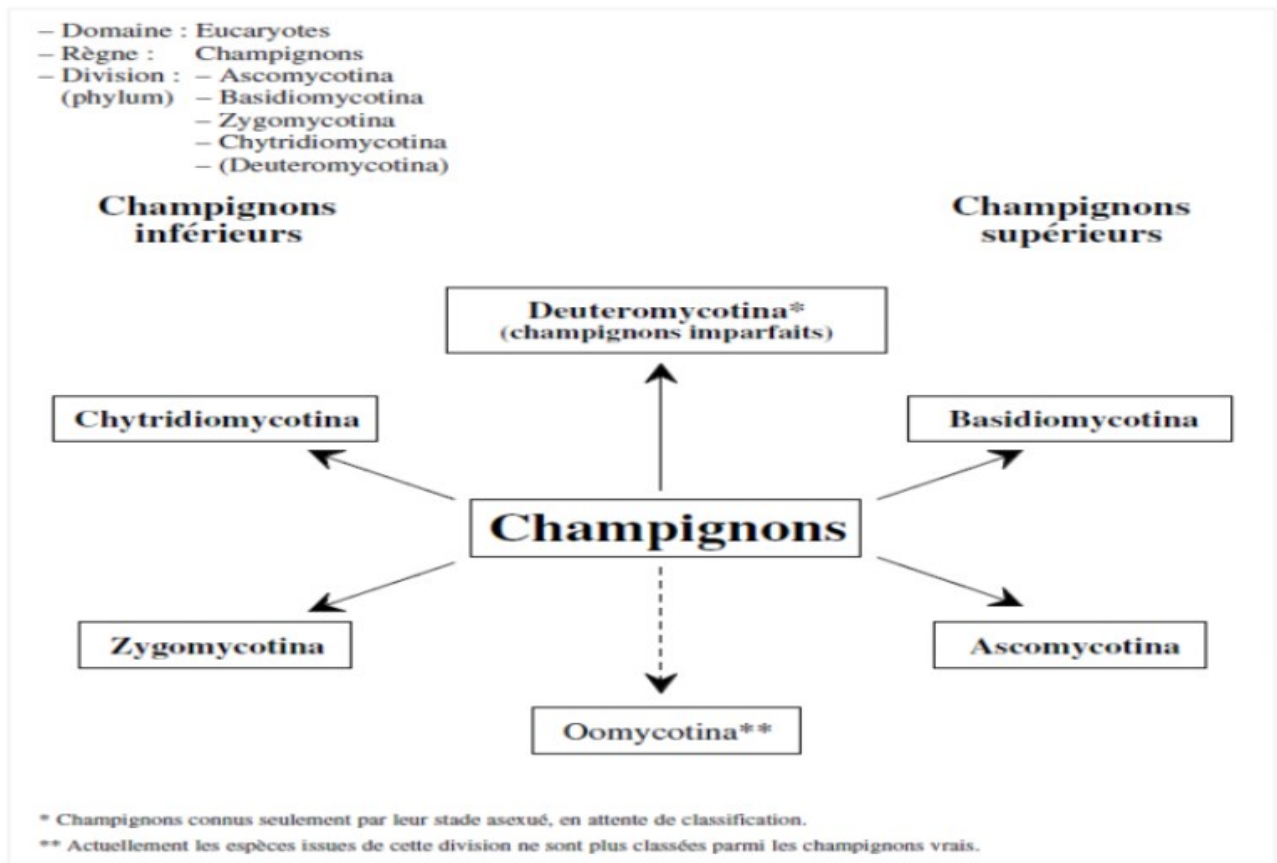 – Domaine : Eucaryotes
– Règne : Champignons
– Division : – Ascomycotina
(phylum) – Basidiomycotina
– Zygomycotina
– Chytridiomycotina
– (Deuteromycotina)
Champignons
inférieurs
Champignons
supérieurs
Deuteromycotina*
(champignons imparfaits)
Chytridiomycotina
Basidiomycotina
Champignons
Zygomycotina
Ascomycotina
Oomycotina**
* Champignons connus seulement par leur stade asexué, en attente de classification.
** Actuellement les espèces issues de cette division ne sont plus classées parmi les champignons vrais.